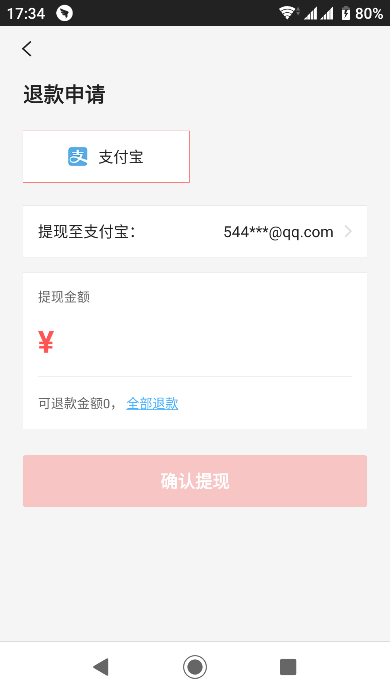 17:34 80%
退款申请
支 支付宝
提现至支付宝： 544***@qq.com
提现金额
¥
可退款金额0， 全部退款
确认提现